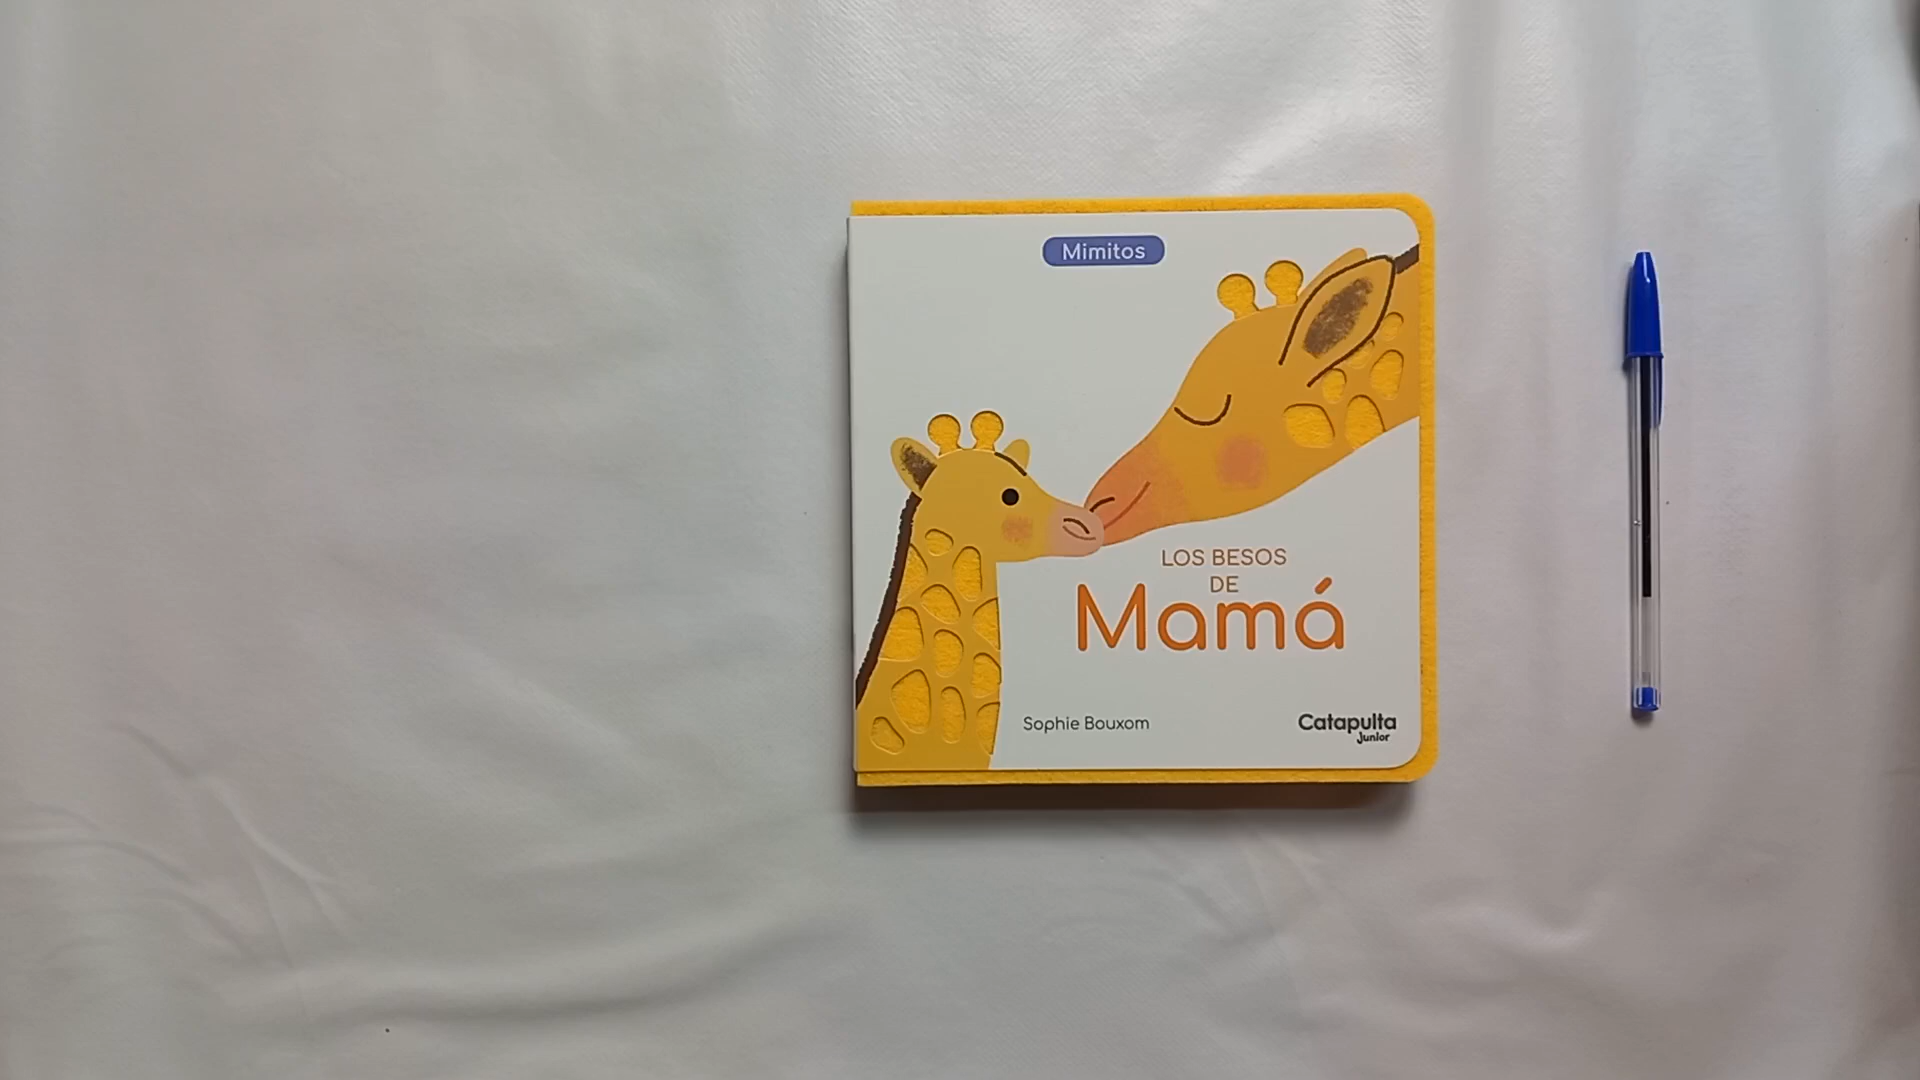 Mimitos
LOS BESOS
DE
Mamá
Sophie Bouxom
Catapulta
Junior